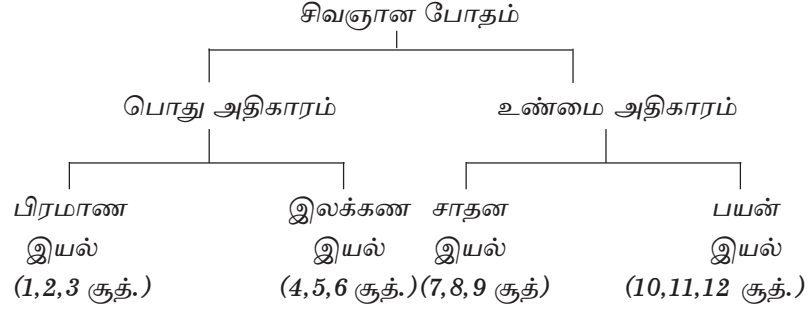 சிவஞான போதம்
பொது அதிகாரம் உண்மை அதிகாரம்
பிரமாண இலக்கண சாதன பயன்
இயல் இயல் இயல் இயல்
(1,2,3 சூத்.) (4,5,6 சூத்.) (7,8,9 சூத்) (10,11,12 சூத்.)